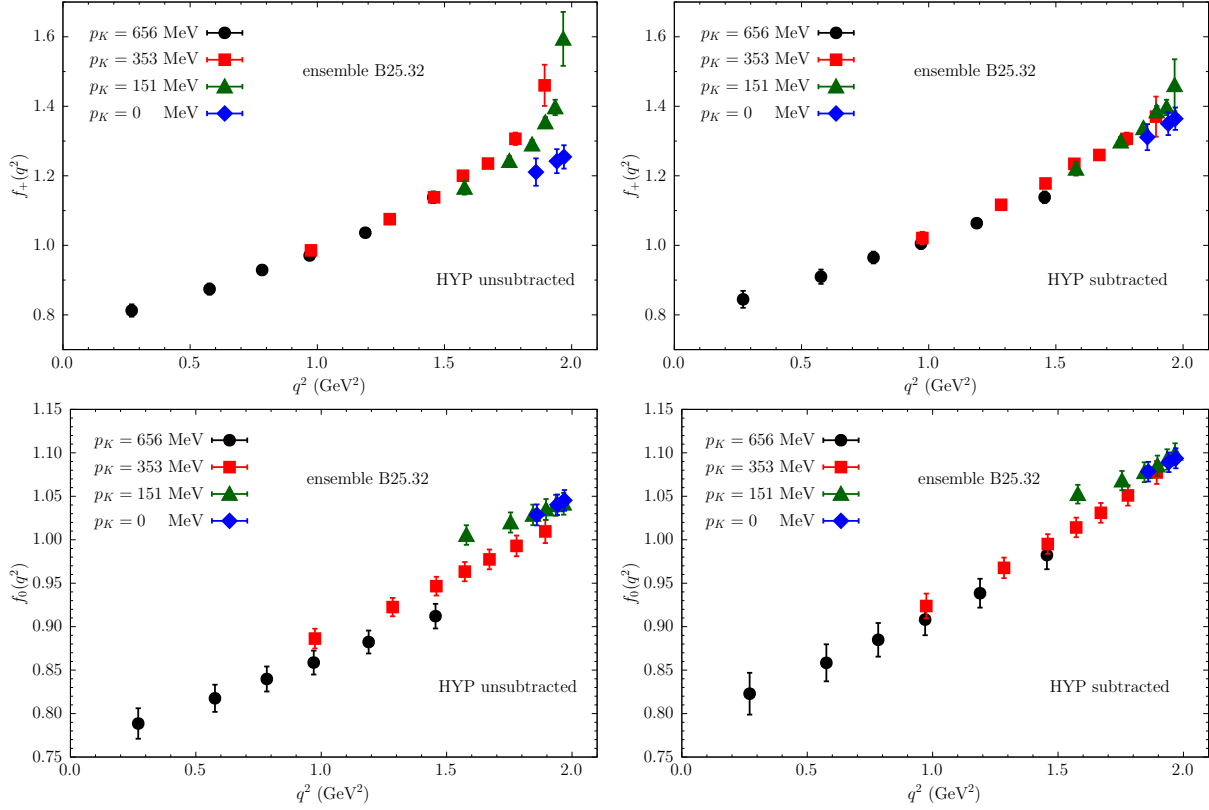 p_K = 656 MeV
p_K = 353 MeV
p_K = 151 MeV
p_K = 0 MeV
ensemble B25.32
HYP unsubtracted
f_+(q^2)
1.6
1.4
1.2
1.0
0.8
0.0 0.5 1.0 1.5 2.0
q^2 (GeV^2)
p_K = 656 MeV
p_K = 353 MeV
p_K = 151 MeV
p_K = 0 MeV
ensemble B25.32
HYP subtracted
f_+(q^2)
1.6
1.4
1.2
1.0
0.8
0.0 0.5 1.0 1.5 2.0
q^2 (GeV^2)
p_K = 656 MeV
p_K = 353 MeV
p_K = 151 MeV
p_K = 0 MeV
ensemble B25.32
HYP unsubtracted
f_0(q^2)
1.15
1.10
1.05
1.00
0.95
0.90
0.85
0.80
0.75
0.0 0.5 1.0 1.5 2.0
q^2 (GeV^2)
p_K = 656 MeV
p_K = 353 MeV
p_K = 151 MeV
p_K = 0 MeV
ensemble B25.32
HYP subtracted
f_0(q^2)
1.15
1.10
1.05
1.00
0.95
0.90
0.85
0.80
0.75
0.0 0.5 1.0 1.5 2.0
q^2 (GeV^2)